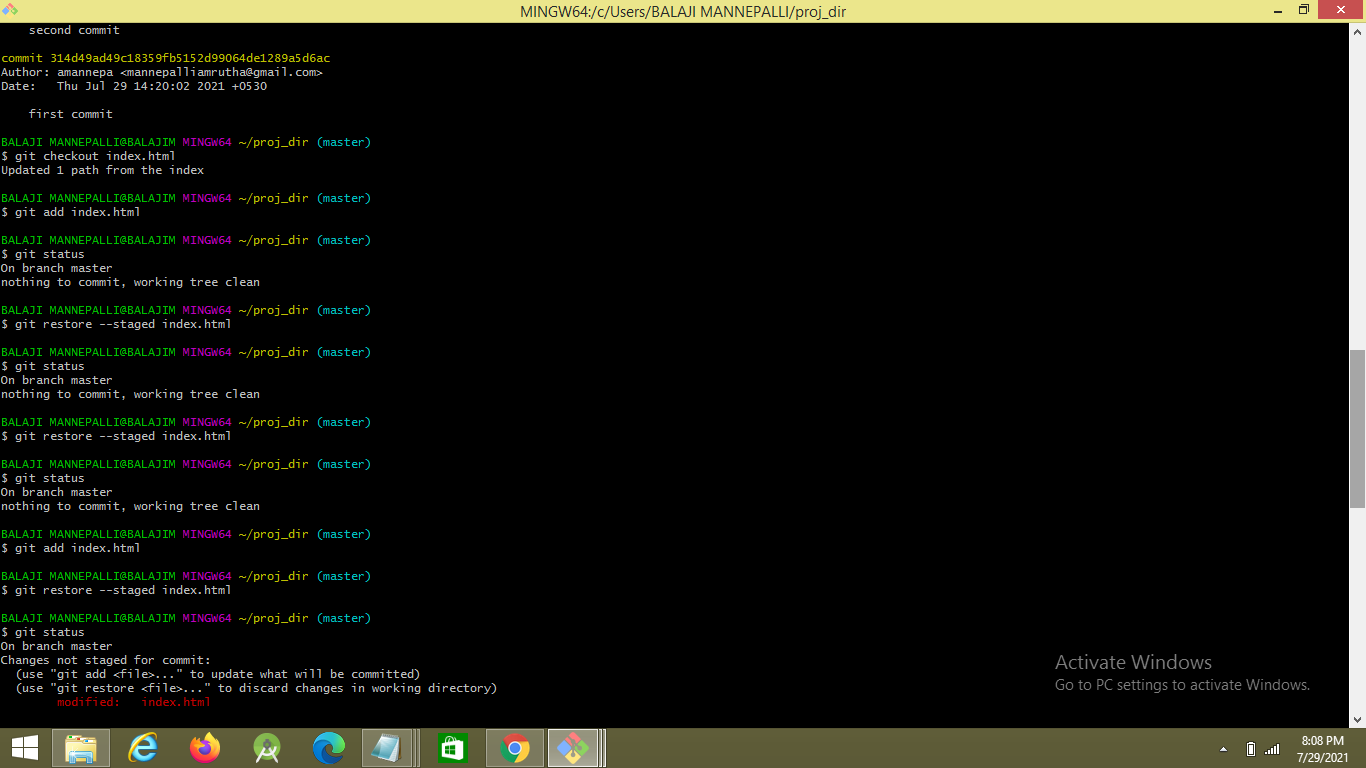 MINGW64:/c/Users/BALAJI MANNEPALLI/proj_dir
second commit
commit 314d49ad49c18359fb5152d99064de1289a5d6ac
Author: amannepa <mannepalliamrutha@gmail.com>
Date:   Thu Jul 29 14:20:02 2021 +0530
first commit
BALAJI MANNEPALLI@BALAJIM MINGW64 ~/proj_dir (master)
$ git checkout index.html
Updated 1 path from the index
BALAJI MANNEPALLI@BALAJIM MINGW64 ~/proj_dir (master)
$ git add index.html
BALAJI MANNEPALLI@BALAJIM MINGW64 ~/proj_dir (master)
$ git status
On branch master
nothing to commit, working tree clean
BALAJI MANNEPALLI@BALAJIM MINGW64 ~/proj_dir (master)
$ git restore --staged index.html
BALAJI MANNEPALLI@BALAJIM MINGW64 ~/proj_dir (master)
$ git status
On branch master
nothing to commit, working tree clean
BALAJI MANNEPALLI@BALAJIM MINGW64 ~/proj_dir (master)
$ git restore --staged index.html
BALAJI MANNEPALLI@BALAJIM MINGW64 ~/proj_dir (master)
$ git status
On branch master
nothing to commit, working tree clean
BALAJI MANNEPALLI@BALAJIM MINGW64 ~/proj_dir (master)
$ git add index.html
BALAJI MANNEPALLI@BALAJIM MINGW64 ~/proj_dir (master)
$ git restore --staged index.html
BALAJI MANNEPALLI@BALAJIM MINGW64 ~/proj_dir (master)
$ git status
On branch master
Changes not staged for commit:
(use "git add <file>..." to update what will be committed)
(use "git restore <file>..." to discard changes in working directory)
modified:   index.html
Activate Windows
Go to PC settings to activate Windows.
8:08 PM
7/29/2021